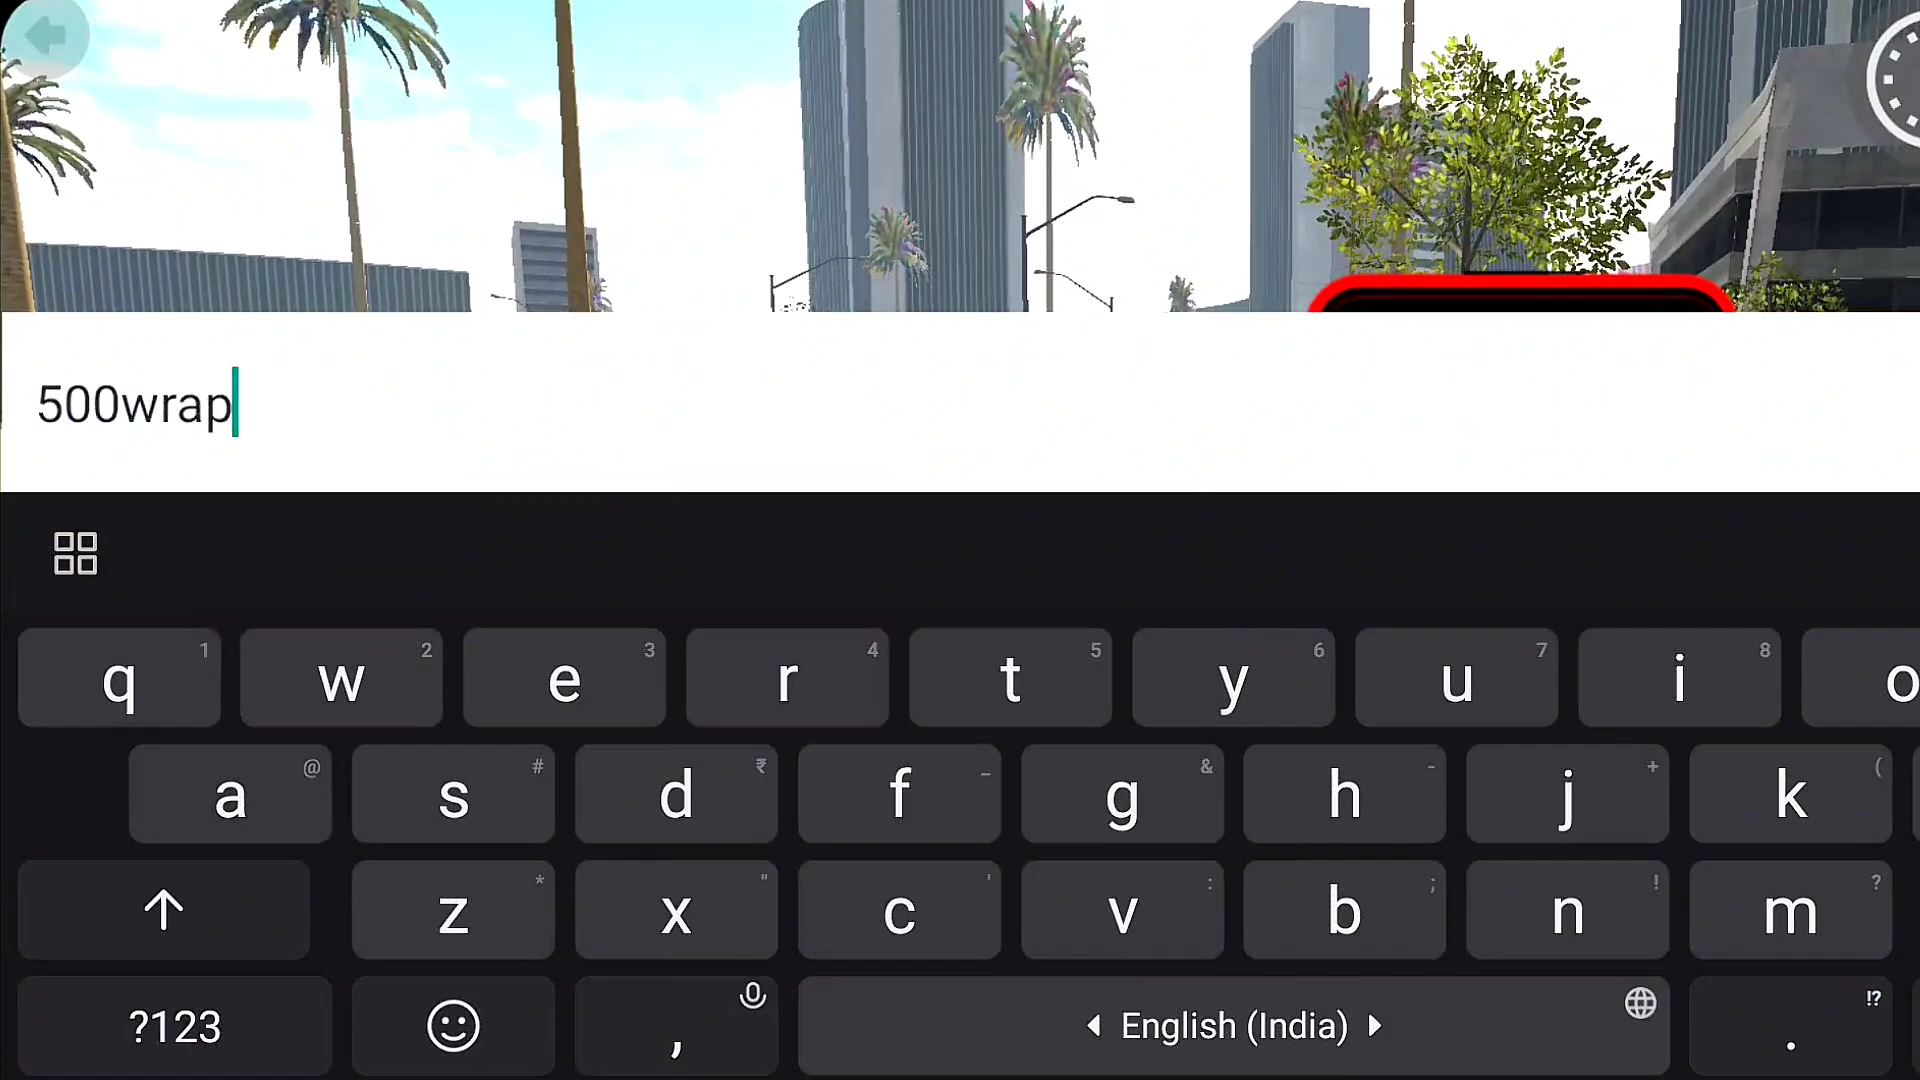 500wrap
q 1 w 2 e 3 r 4 t 5 y 6 u 7 i 8 o
a @ s # d ₹ f _ g & h - j + k (
z * x " c ' v : b ; n ! m ?
?123 , English (India) . !?